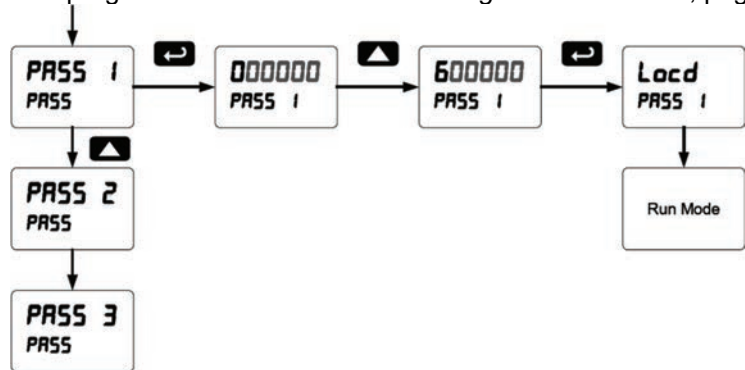 PASS 1
PASS
000000
PASS 1
600000
PASS 1
Locd
PASS 1
PASS 2
PASS
Run Mode
PASS 3
PASS